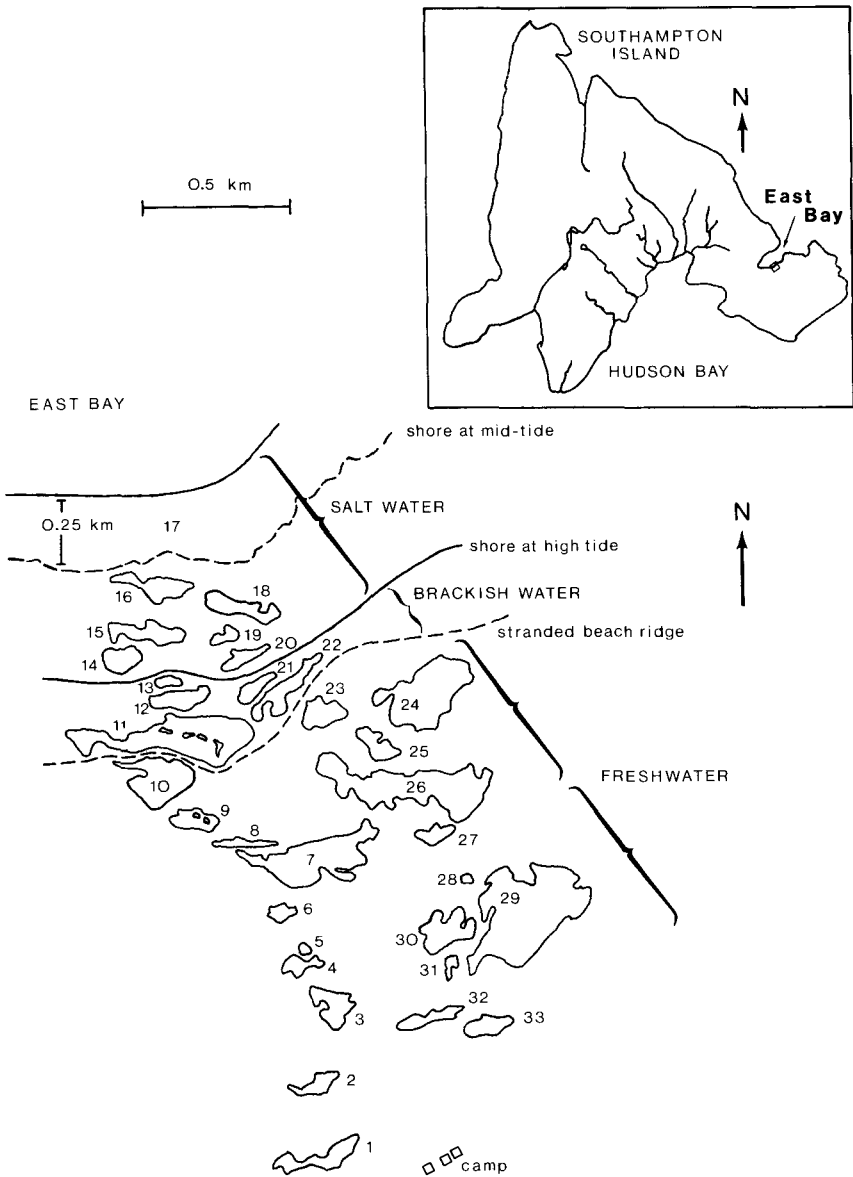 SOUTHAMPTON
ISLAND
N
East
Bay
HUDSON BAY
0.5 km
EAST BAY
shore at mid-tide
SALT WATER
0.25 km
17
N
shore at high tide
BRACKISH WATER
stranded beach ridge
16
18
15
19
20
22
14
21
13
12
23
24
11
25
FRESHWATER
10
26
9
27
8
7
28
29
6
30
5
4
31
32
3
33
2
1
camp